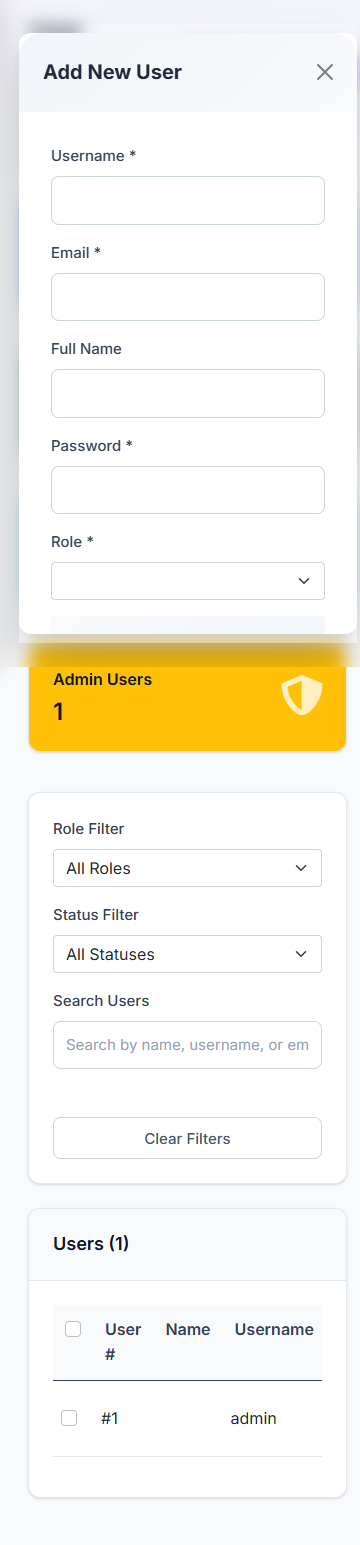 Add New User
Username *
Email *
Full Name
Password *
Role *
Admin Users
1
Role Filter
All Roles
Status Filter
All Statuses
Search Users
Search by name, username, or em
Clear Filters
Users (1)
User # Name Username
#1 admin